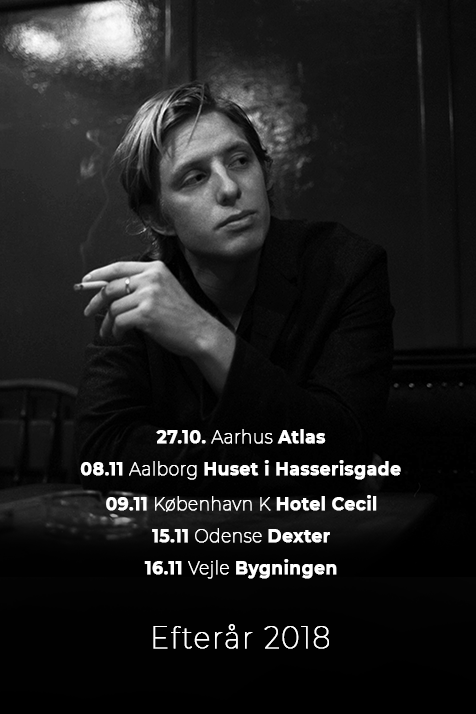 27.10. Aarhus Atlas
08.11 Aalborg Huset i Hasserisgade
09.11 København K Hotel Cecil
15.11 Odense Dexter
16.11 Vejle Bygningen
Efterår 2018